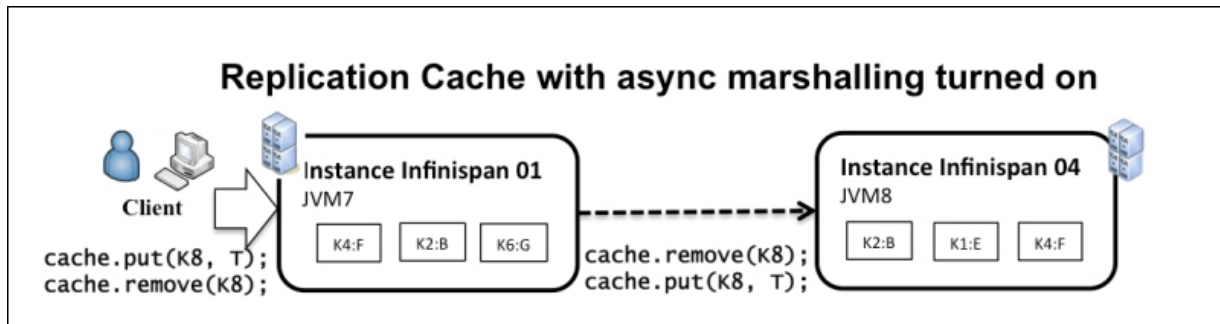 Replication Cache with async marshalling turned on
Client
cache.put(K8, T);
cache.remove(K8);
Instance Infinispan 01
JVM7
K4:F K2:B K6:G
cache.remove(K8);
cache.put(K8, T);
Instance Infinispan 04
JVM8
K2:B K1:E K4:F